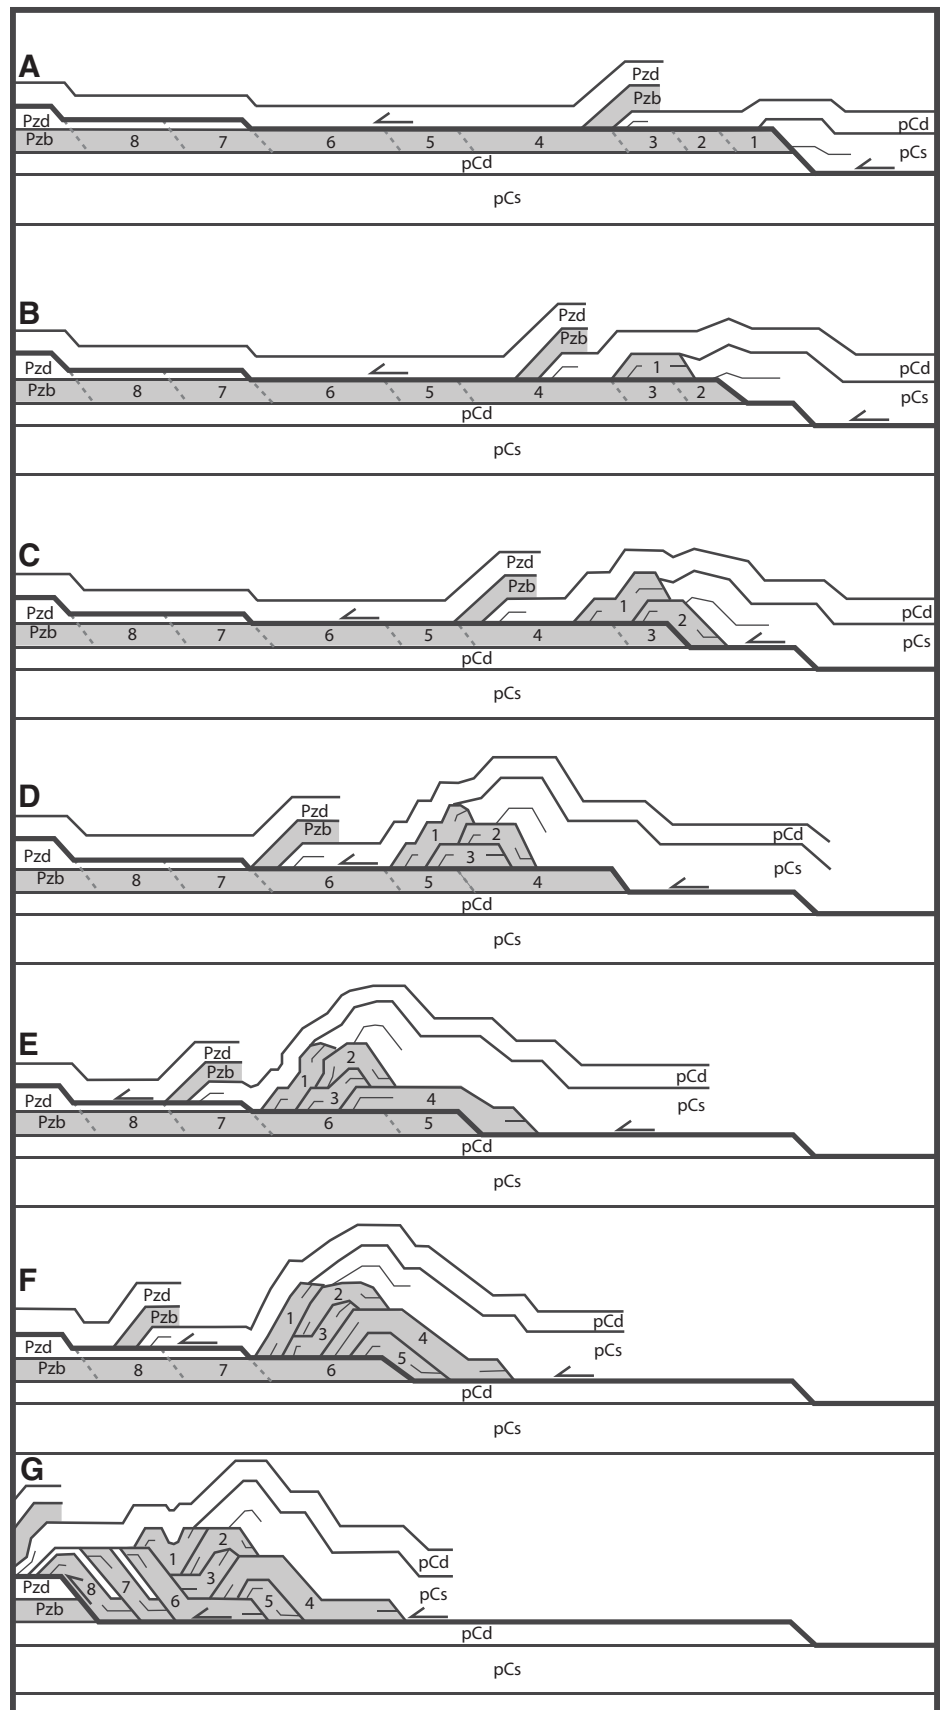 A
Pzd
Pzb
Pzd
pCd
Pzb 8 7 6 5 4 3 2 1
pCs
pCd
pCs
B
Pzd
Pzb
Pzd
1
pCd
Pzb 8 7 6 5 4 3 2
pCs
pCd
pCs
C
Pzd
Pzb
Pzd
1
2
pCd
Pzb 8 7 6 5 4 3
pCs
pCd
pCs
D
Pzd
Pzb
1 2
pCd
Pzd
3
pCs
Pzb 8 7 6 5 4
pCd
pCs
E
Pzd
2
Pzb
1
pCd
Pzd
3 4
pCs
Pzb 8 7 6 5
pCd
pCs
F
Pzd
2
Pzb
1
pCd
3 4
Pzd
5
pCs
Pzb 8 7 6
pCd
pCs
G
2
1
pCd
3
Pzd 8 7
pCs
6 5 4
Pzb
pCd
pCs